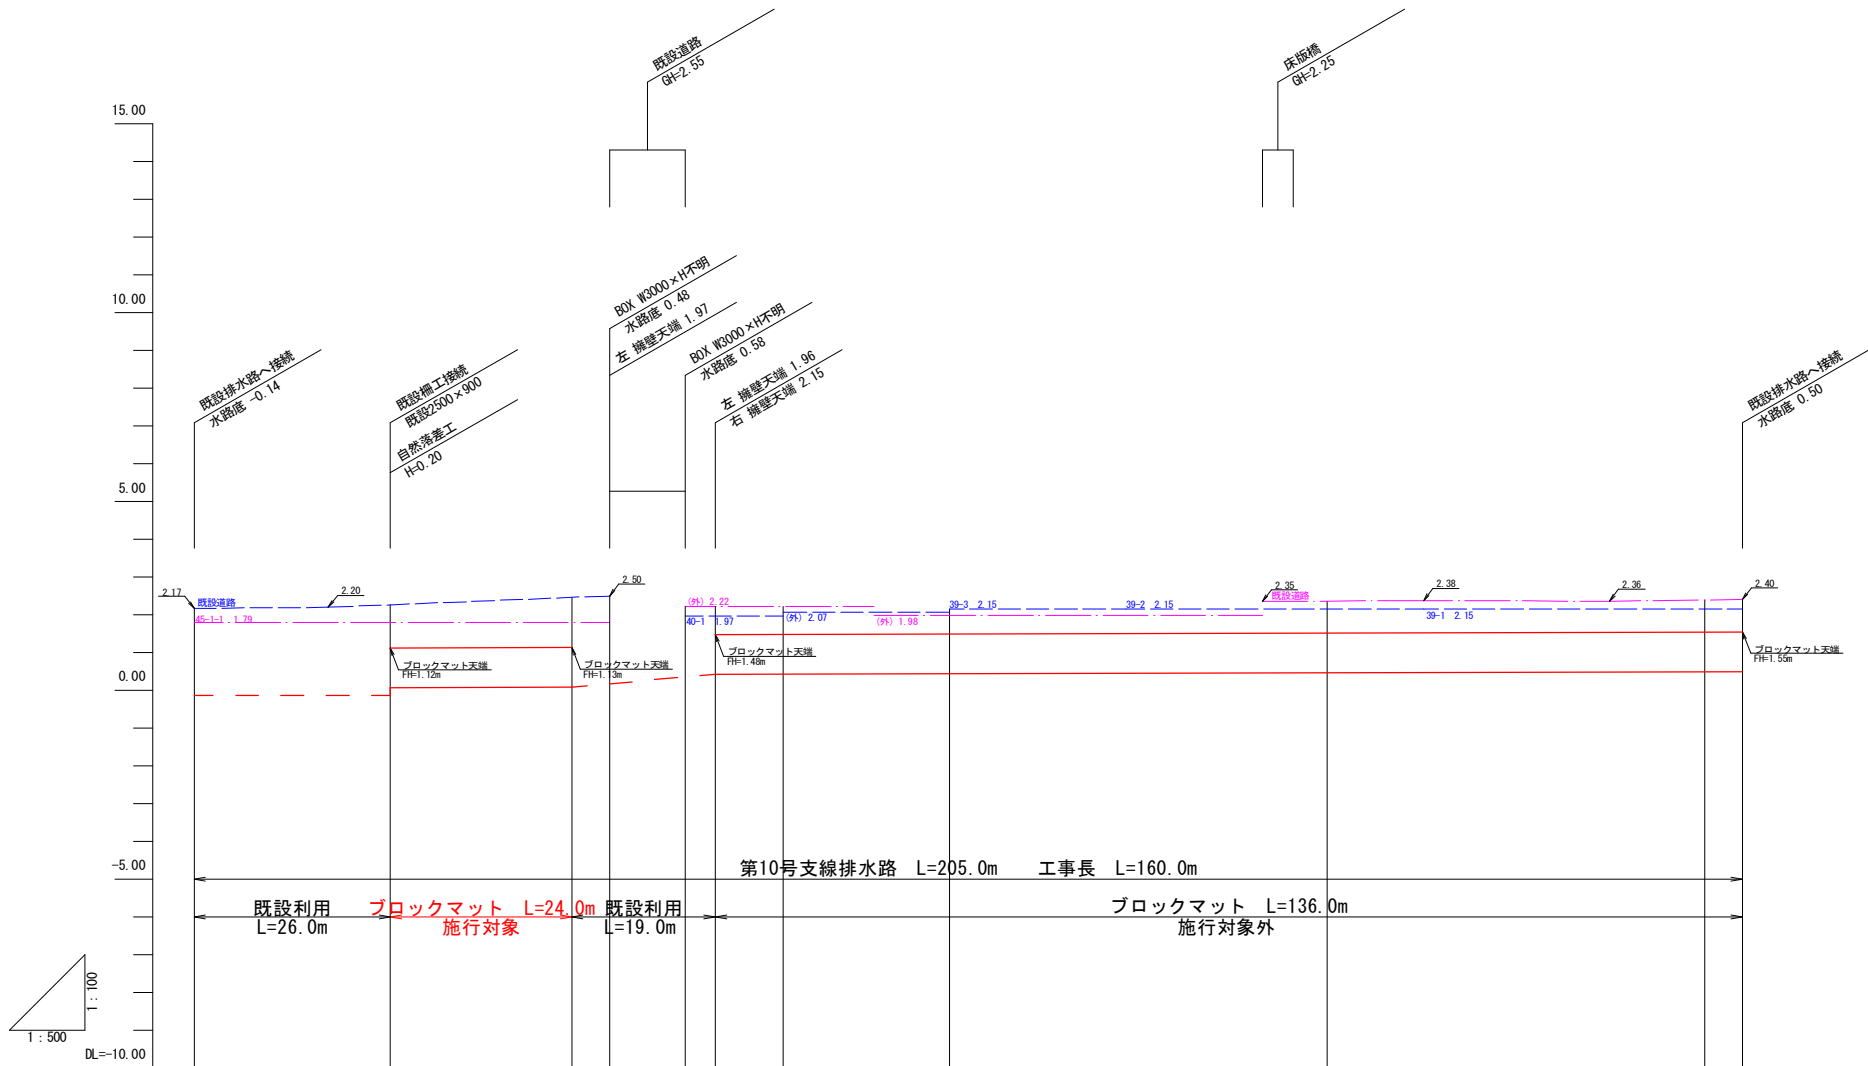 既設道路
GH=2.55
床版橋
GH=2.25
15.00
10.00
5.00
0.00
-5.00
DL=-10.00
既設排水路へ接続
水路底 -0.14
既設柵工接続
既設2500×900
自然落差工
H=0.20
BOX W3000×H不明
水路底 0.48
左 擁壁天端 1.97
BOX W3000×H不明
水路底 0.58
左 擁壁天端 1.96
右 擁壁天端 2.15
既設排水路へ接続
水路底 0.50
2.17
既設道路
2.20
2.50
45-1-1 1.79
(外) 2.22
40-1 1.97
(外) 2.07
(外) 1.98
39-3 2.15
39-2 2.15
2.35
既設道路
2.38
39-1 2.15
2.36
2.40
ブロックマット天端
FH=1.12m
ブロックマット天端
FH=1.13m
ブロックマット天端
FH=1.48m
ブロックマット天端
FH=1.55m
第10号支線排水路 L=205.0m 工事長 L=160.0m
既設利用
L=26.0m
ブロックマット L=24.0m
施行対象
既設利用
L=19.0m
ブロックマット L=136.0m
施行対象外
1:100
1:500